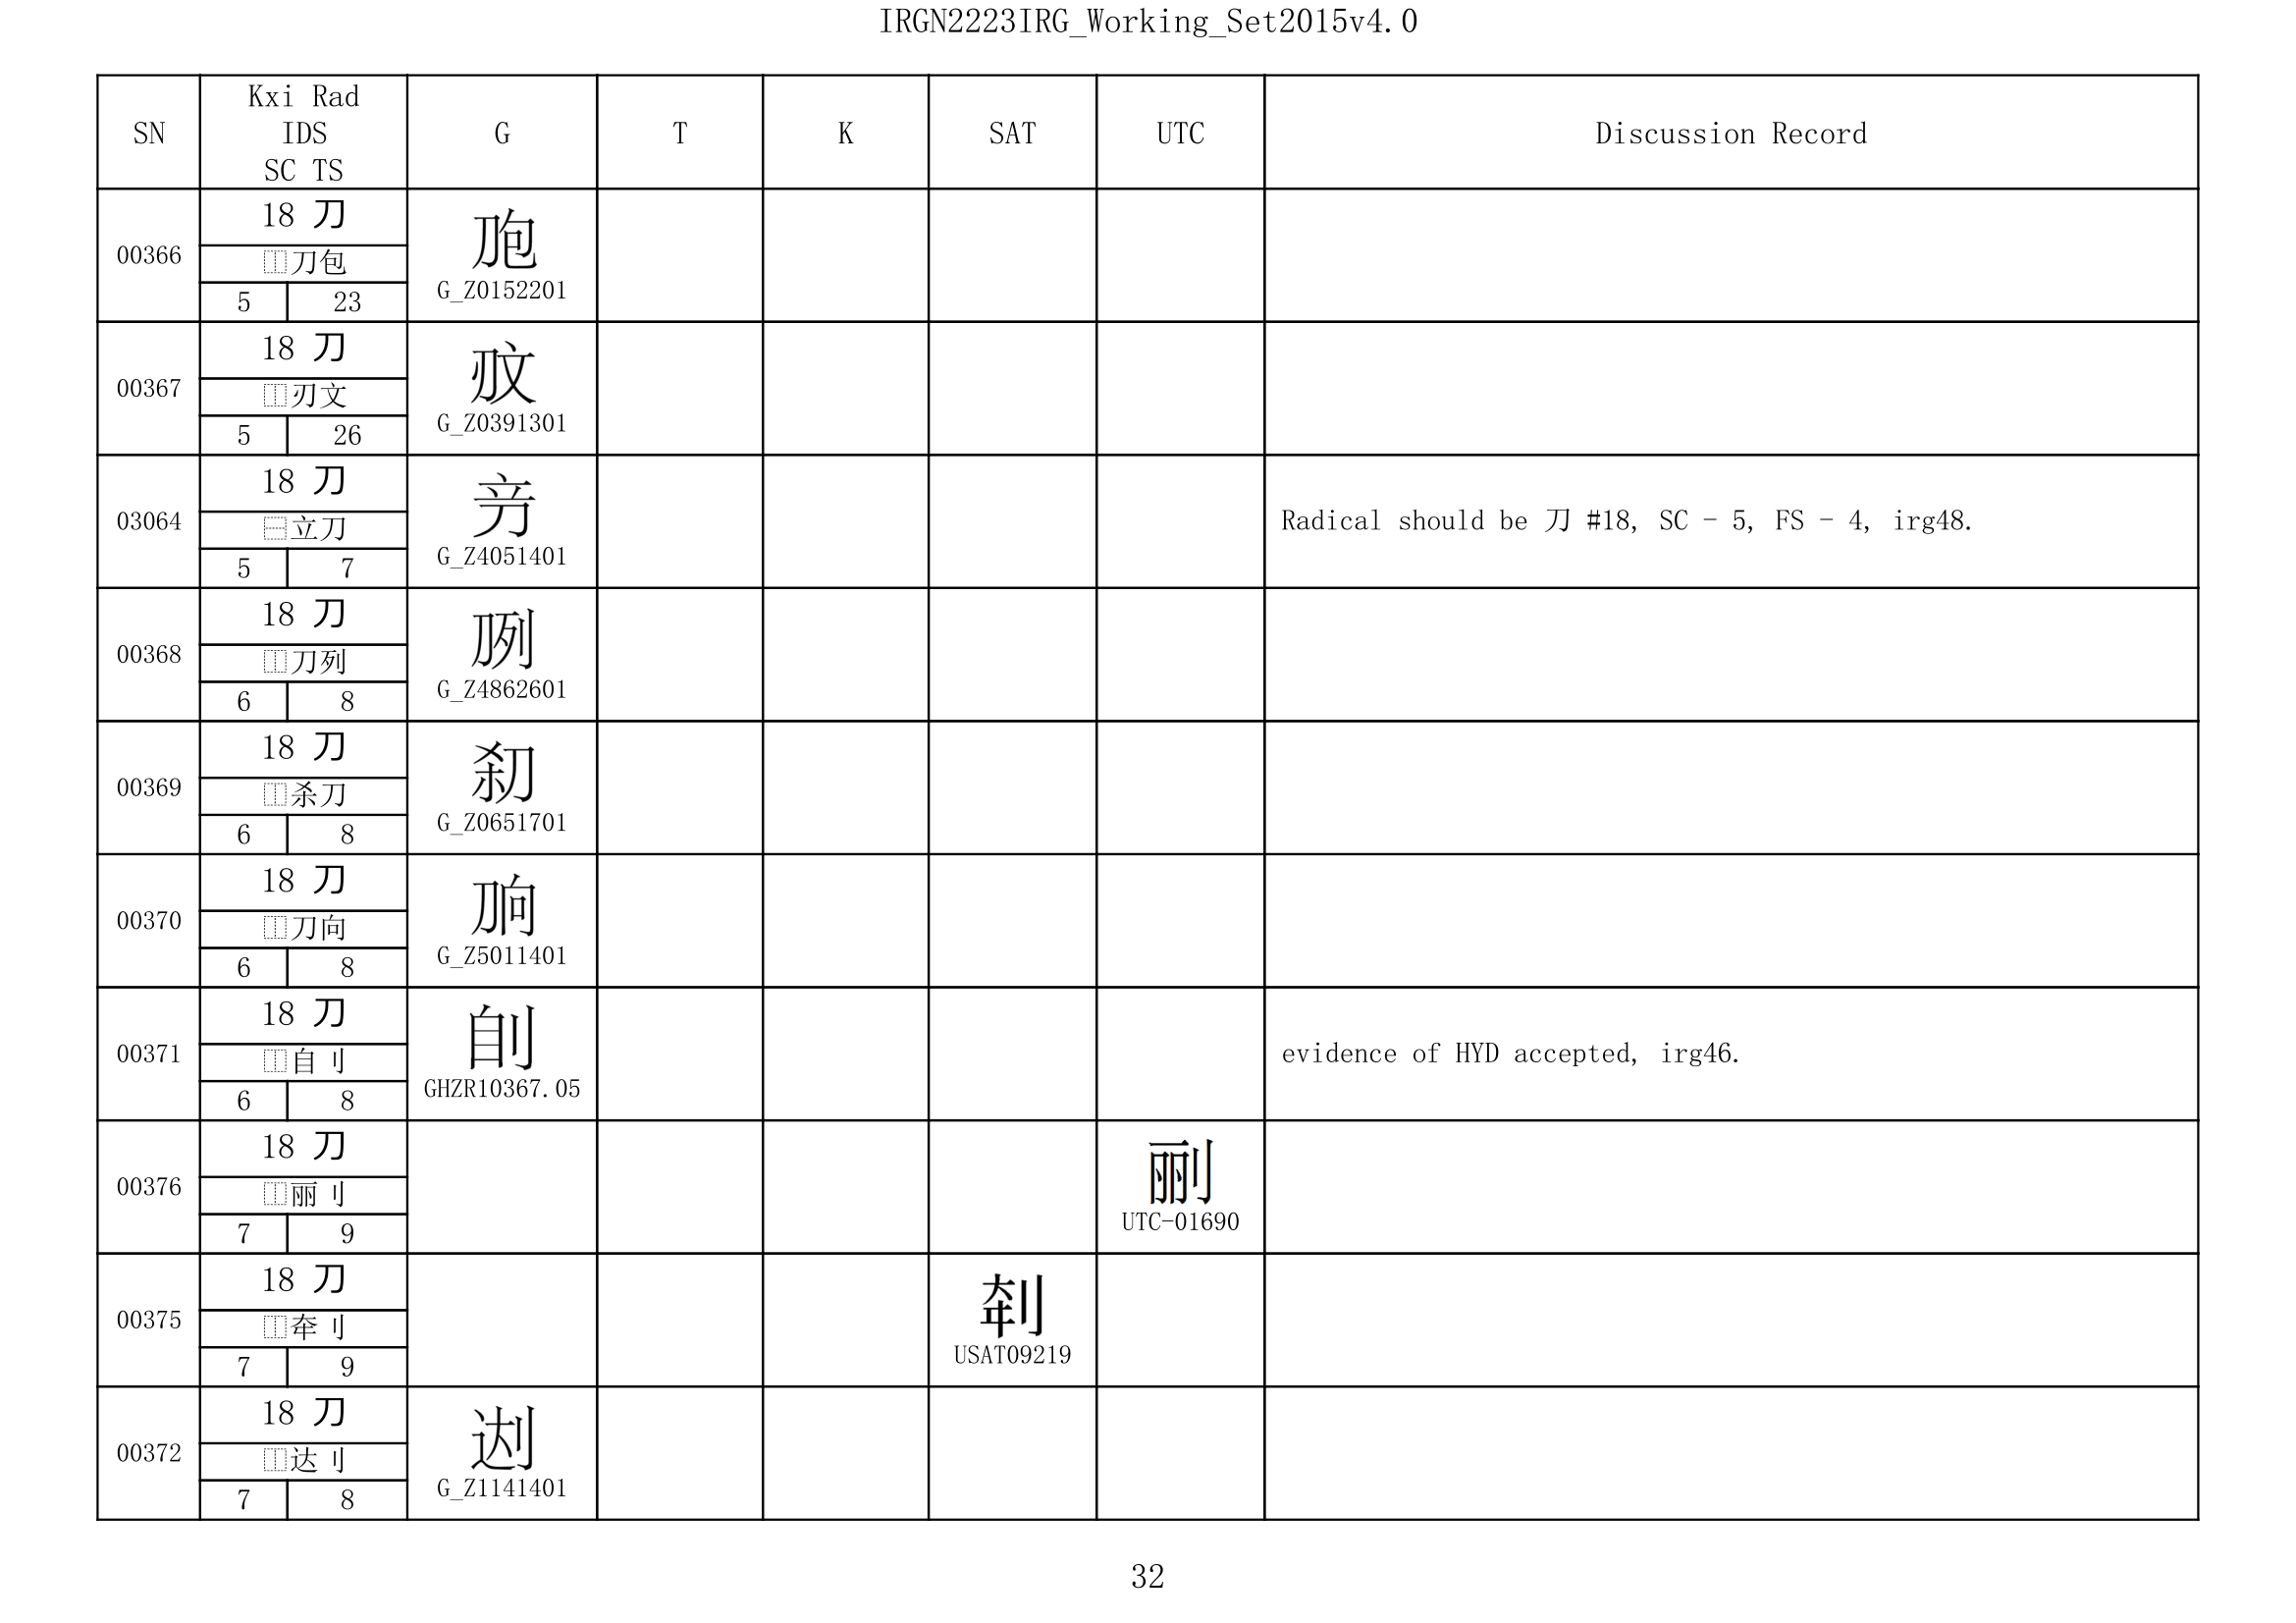 IRGN2223IRG_Working_Set2015v4.0
SN
Kxi Rad
IDS
SC TS
G
T
K
SAT
UTC
Discussion Record
00366
18 刀
⿰刀包
5 23
G_Z0152201
00367
18 刀
⿰刃文
5 26
G_Z0391301
03064
18 刀
⿱立刀
5 7
G_Z4051401
Radical should be 刀 #18, SC - 5, FS - 4, irg48.
00368
18 刀
⿰刀列
6 8
G_Z4862601
00369
18 刀
⿰杀刀
6 8
G_Z0651701
00370
18 刀
⿰刀向
6 8
G_Z5011401
00371
18 刀
⿰自刂
6 8
GHZR10367.05
evidence of HYD accepted, irg46.
00376
18 刀
⿰丽刂
7 9
UTC-01690
00375
18 刀
⿰牵刂
7 9
USAT09219
00372
18 刀
⿰达刂
7 8
G_Z1141401
32